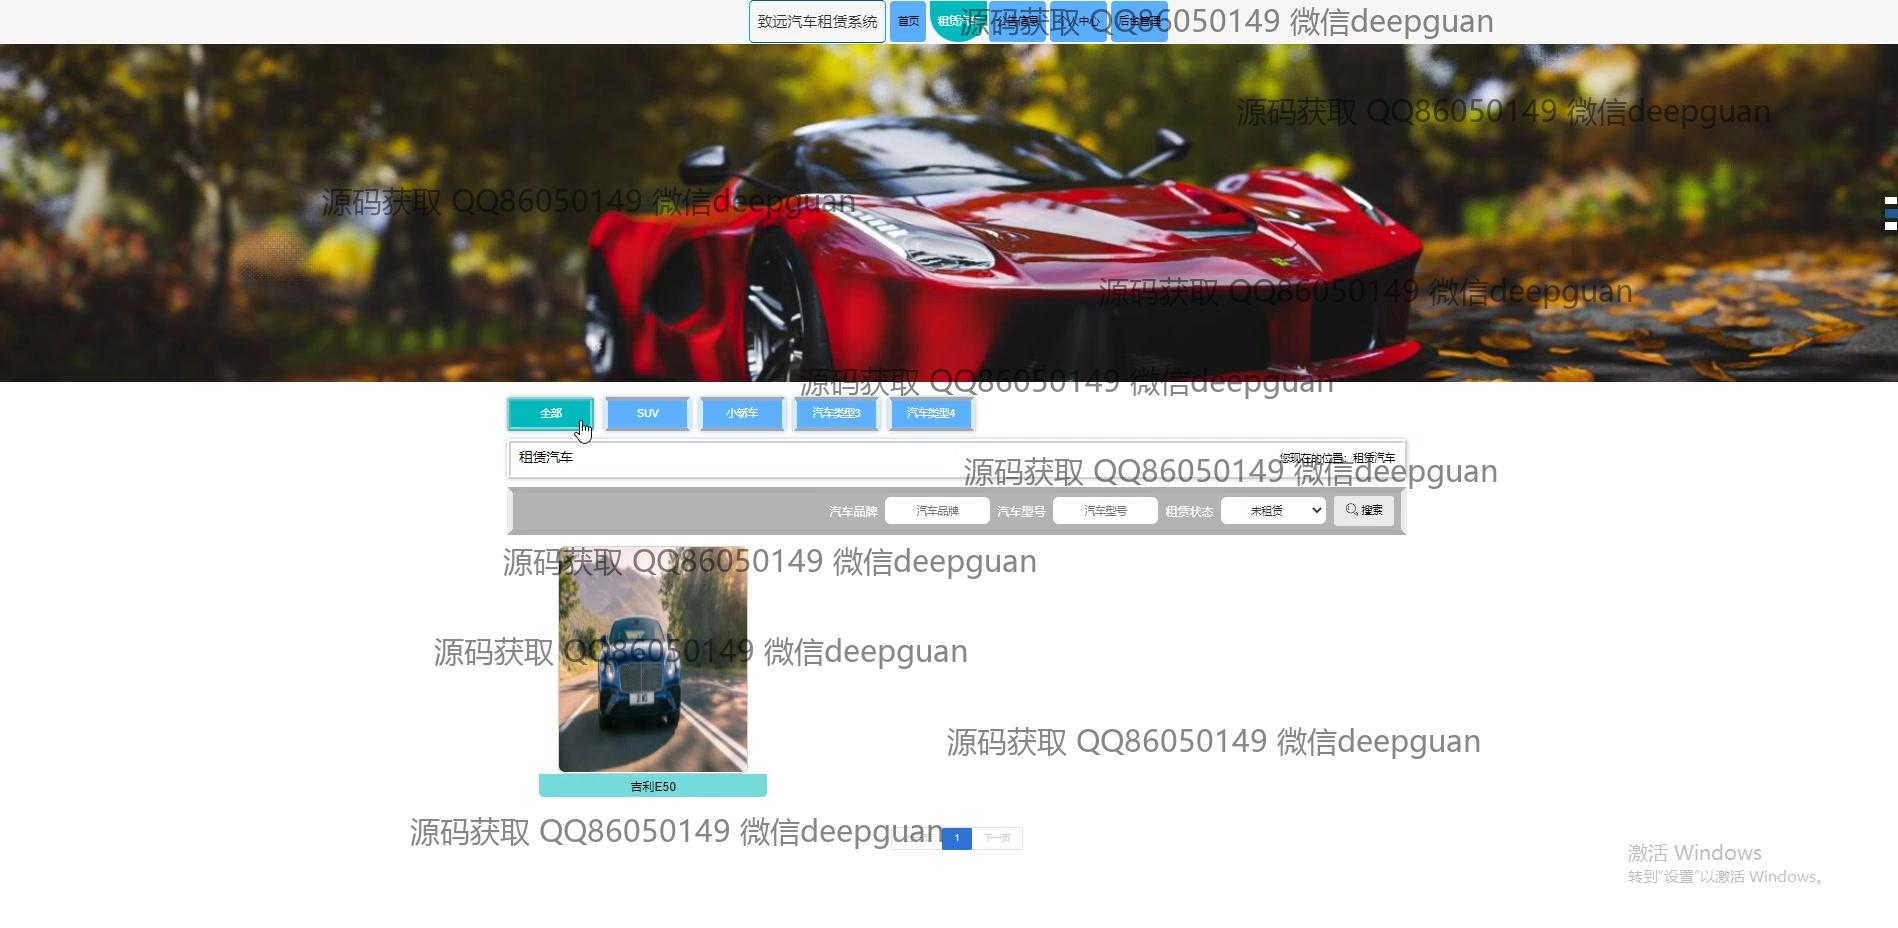 致远汽车租赁系统
首页
租赁汽车
公告信息
个人中心
后台管理
源码获取 QQ86050149 微信deepguan
源码获取 QQ86050149 微信deepguan
源码获取 QQ86050149 微信deepguan
源码获取 QQ86050149 微信deepguan
源码获取 QQ86050149 微信deepguan
全部
SUV
小轿车
汽车类型3
汽车类型4
租赁汽车
您现在的位置：租赁汽车
源码获取 QQ86050149 微信deepguan
汽车品牌
汽车品牌
汽车型号
汽车型号
租赁状态
未租赁
搜索
源码获取 QQ86050149 微信deepguan
源码获取 QQ86050149 微信deepguan
源码获取 QQ86050149 微信deepguan
吉利E50
源码获取 QQ86050149 微信deepguan
1
下一页
激活 Windows
转到“设置”以激活 Windows。